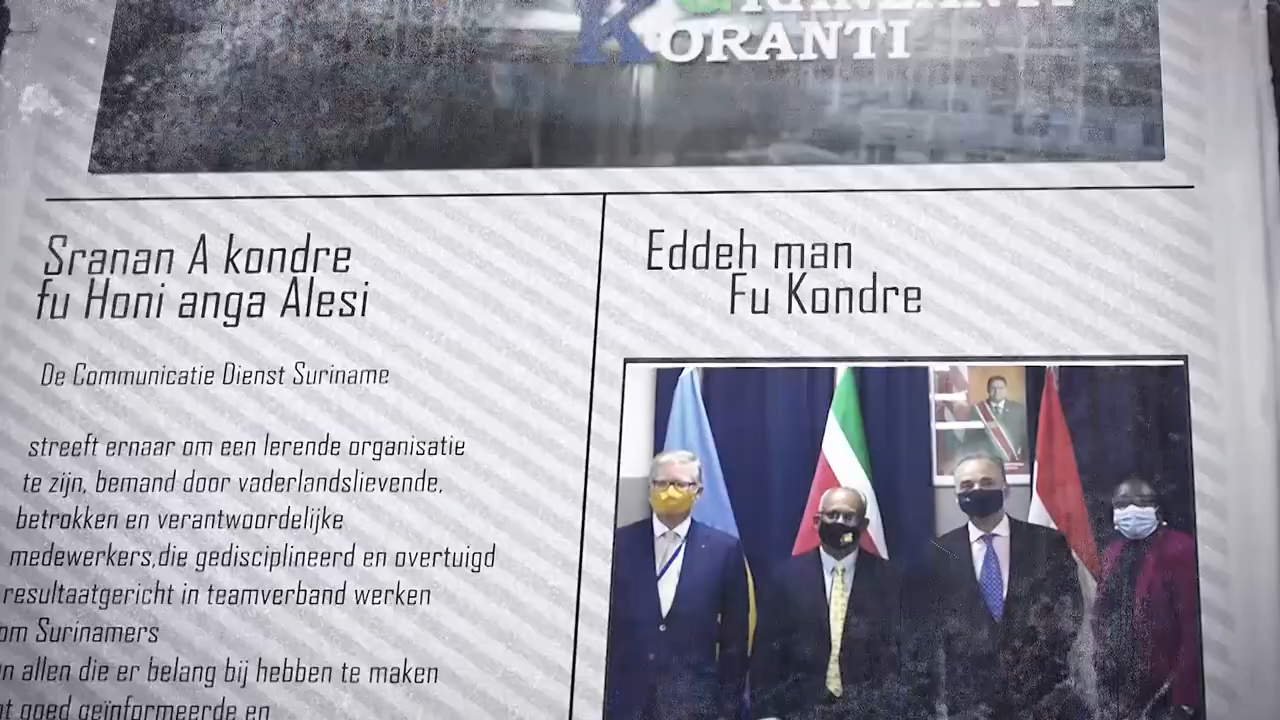 KORANTI
Sranan A kondre
fu Honi anga Alesi
De Communicatie Dienst Suriname
streeft ernaar om een lerende organisatie
te zijn, bemand door vaderlandslievende,
betrokken en verantwoordelijke
medewerkers,die gedisciplineerd en overtuigd
resultaatgericht in teamverband werken
om Surinamers
allen die er belang bij hebben te maken
goed geïnformeerde en
Eddeh man
Fu Kondre